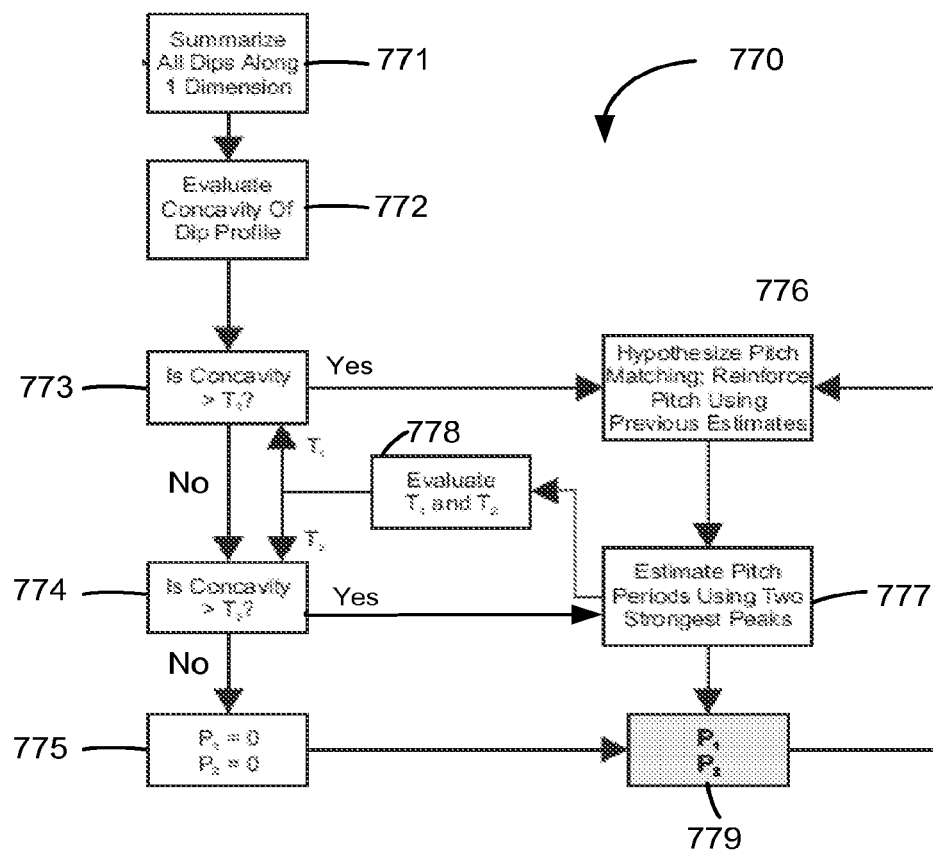 Summarize
All Dips Along
1 Dimension
771
770
Evaluate
Concavity Of
Dip Profile
772
776
773
Is Concavity
> T₁?
Yes
Hypothesize Pitch
Matching; Reinforce
Pitch Using
Previous Estimates
T₁
778
No
Evaluate
T₁ and T₂
T₂
774
Is Concavity
> T₂?
Yes
Estimate Pitch
Periods Using Two
Strongest Peaks
777
No
775
P₁ = 0
P₂ = 0
P₁
P₂
779